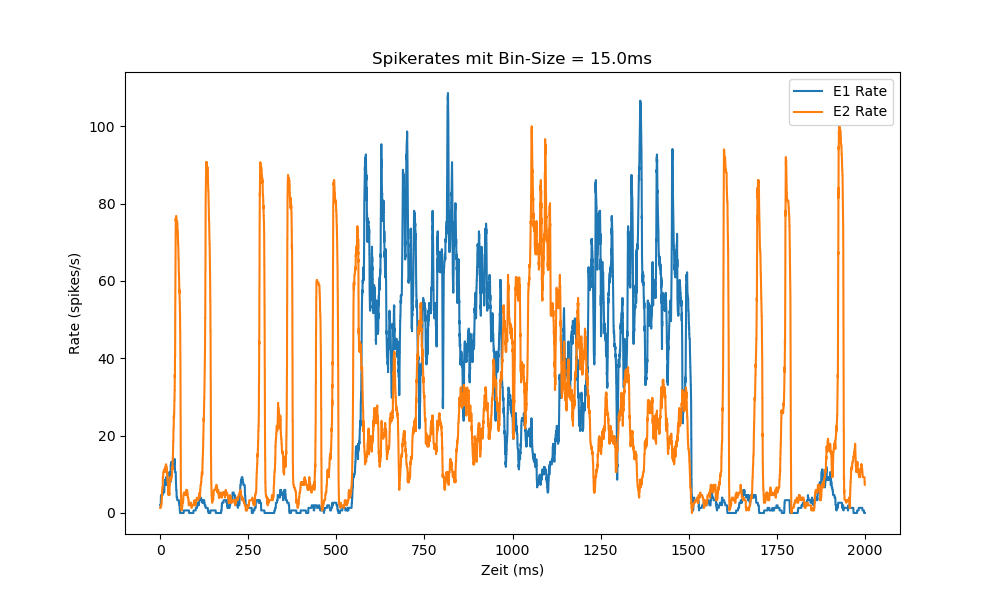 Spikerates mit Bin-Size = 15.0ms
E1 Rate
E2 Rate
Rate (spikes/s)
100
80
60
40
20
0
0 250 500 750 1000 1250 1500 1750 2000
Zeit (ms)